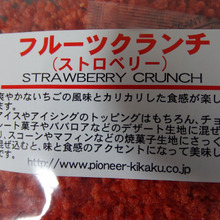 フルーツクランチ
(ストロベリー)
STRAWBERRY CRUNCH
爽やかないちごの風味とカリカリした食感が楽し
アイスやアイシングのトッピングはもちろん、チョ
ート菓子やババロアなどのデザート生地に混ぜ
り、スコーンやマフィンなどの焼菓子生地にさっく
混ぜ込むと、味と食感のアクセントになって美味し
です。
http://www.pioneer-kikaku.co.jp